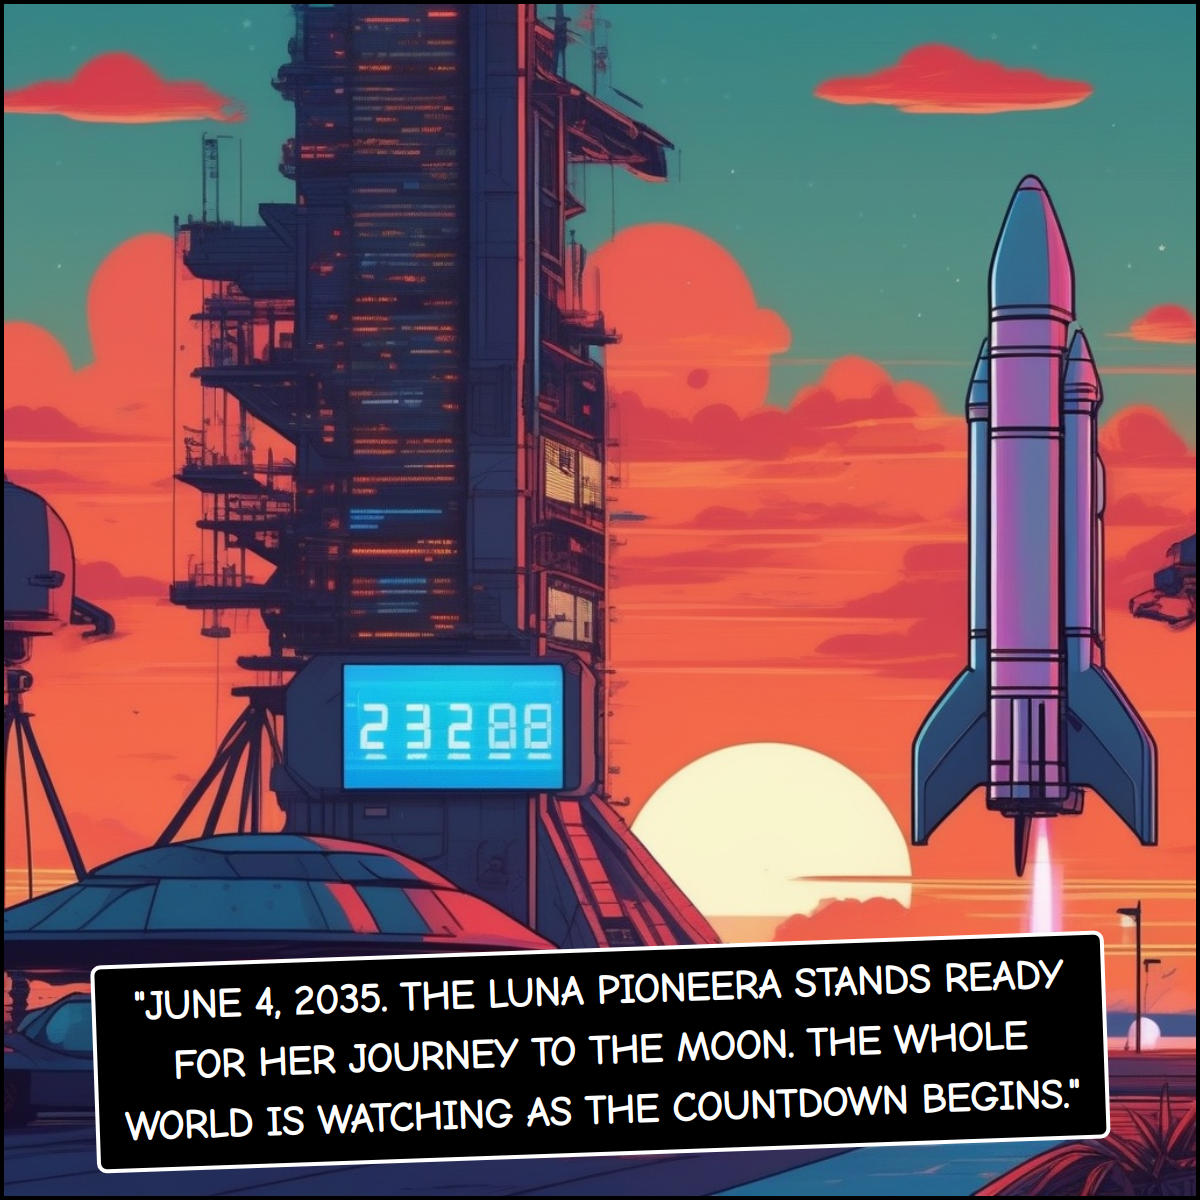 23288
"JUNE 4, 2035. THE LUNA PIONEERA STANDS READY
FOR HER JOURNEY TO THE MOON. THE WHOLE
WORLD IS WATCHING AS THE COUNTDOWN BEGINS."